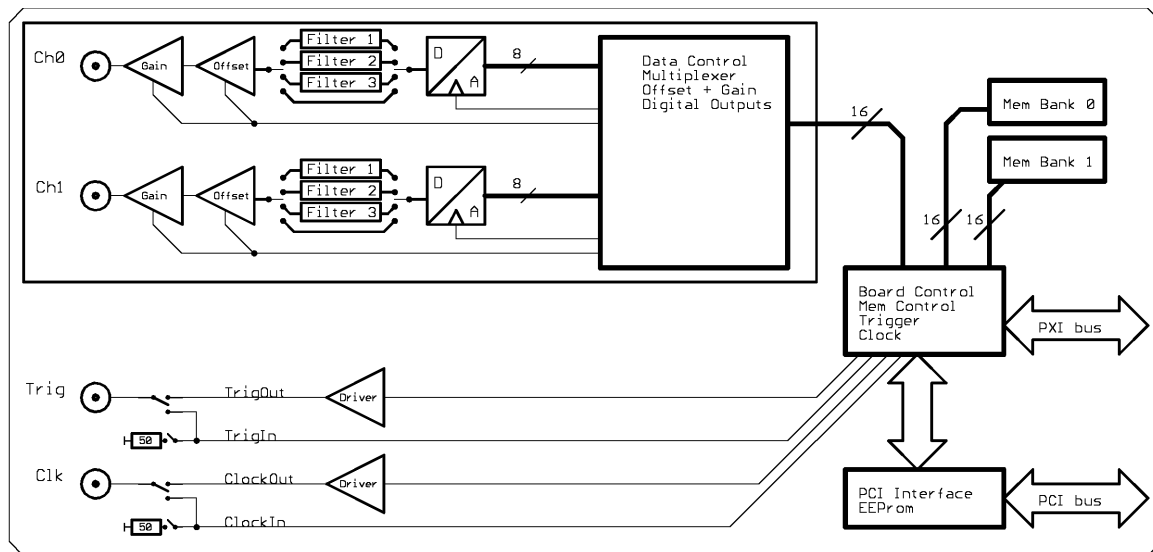 Ch0
Gain
Offset
Filter 1
Filter 2
Filter 3
D
A
8
Data Control
Multiplexer
Offset + Gain
Digital Outputs
16
Mem Bank 0
Mem Bank 1
Ch1
Gain
Offset
Filter 1
Filter 2
Filter 3
D
A
8
16
16
Board Control
Mem Control
Trigger
Clock
PXI bus
Trig
TrigOut
Driver
50
TrigIn
Clk
ClockOut
Driver
50
ClockIn
PCI Interface
EEProm
PCI bus